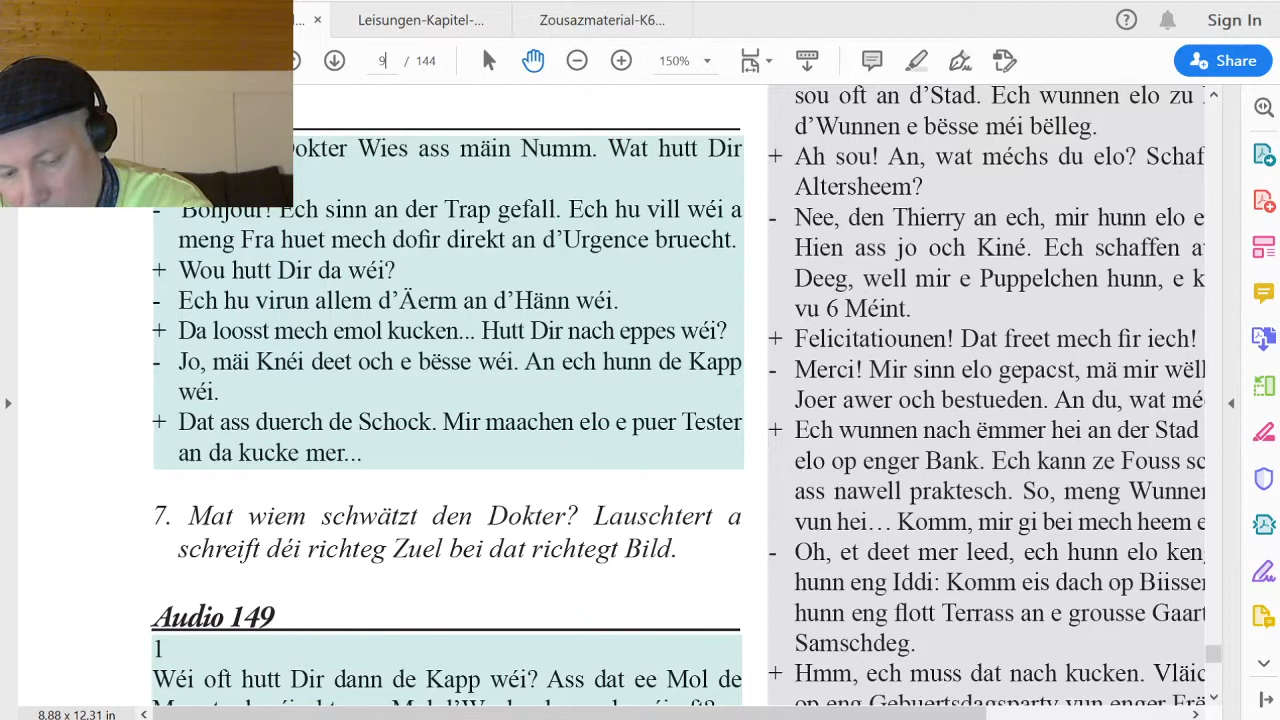 Leisungen-Kapitel-...
Zousazmaterial-K6...
Sign In
9 / 144
150%
Share
okter Wies ass mäin Numm. Wat hutt Dir
- Bonjour! Ech sinn an der Trap gefall. Ech hu vill wéi a
meng Fra huet mech dofir direkt an d'Urgence bruecht.
+ Wou hutt Dir da wéi?
- Ech hu virun allem d'Äerm an d'Hänn wéi.
+ Da loosst mech emol kucken... Hutt Dir nach eppes wéi?
- Jo, mäi Knéi deet och e bësse wéi. An ech hunn de Kapp
wéi.
+ Dat ass duerch de Schock. Mir maachen elo e puer Tester
an da kucke mer...
7. Mat wiem schwätzt den Dokter? Lauschtert a
schreift déi richteg Zuel bei dat richtegt Bild.
Audio 149
1
Wéi oft hutt Dir dann de Kapp wéi? Ass dat ee Mol de
8.88 x 12.31 in
sou oft an d'Stad. Ech wunnen elo zu
d'Wunnen e bësse méi bëlleg.
+ Ah sou! An, wat méchs du elo? Schaf
Altersheem?
- Nee, den Thierry an ech, mir hunn elo e
Hien ass jo och Kiné. Ech schaffen a
Deeg, well mir e Puppelchen hunn, e k
vu 6 Méint.
+ Felicitatiounen! Dat freet mech fir iech!
- Merci! Mir sinn elo gepacst, mä mir wëll
Joer awer och bestueden. An du, wat mé
+ Ech wunnen nach ëmmer hei an der Stad
elo op enger Bank. Ech kann ze Fouss sc
ass nawell praktesch. So, meng Wunner
vun hei... Komm, mir gi bei mech heem e
- Oh, et deet mer leed, ech hunn elo keng
hunn eng Iddi: Komm eis dach op Biisser
hunn eng flott Terrass an e grousse Gaart
Samschdeg.
+ Hmm, ech muss dat nach kucken. Vläic
op eng Gebuertsdagsparty vun enger Frë